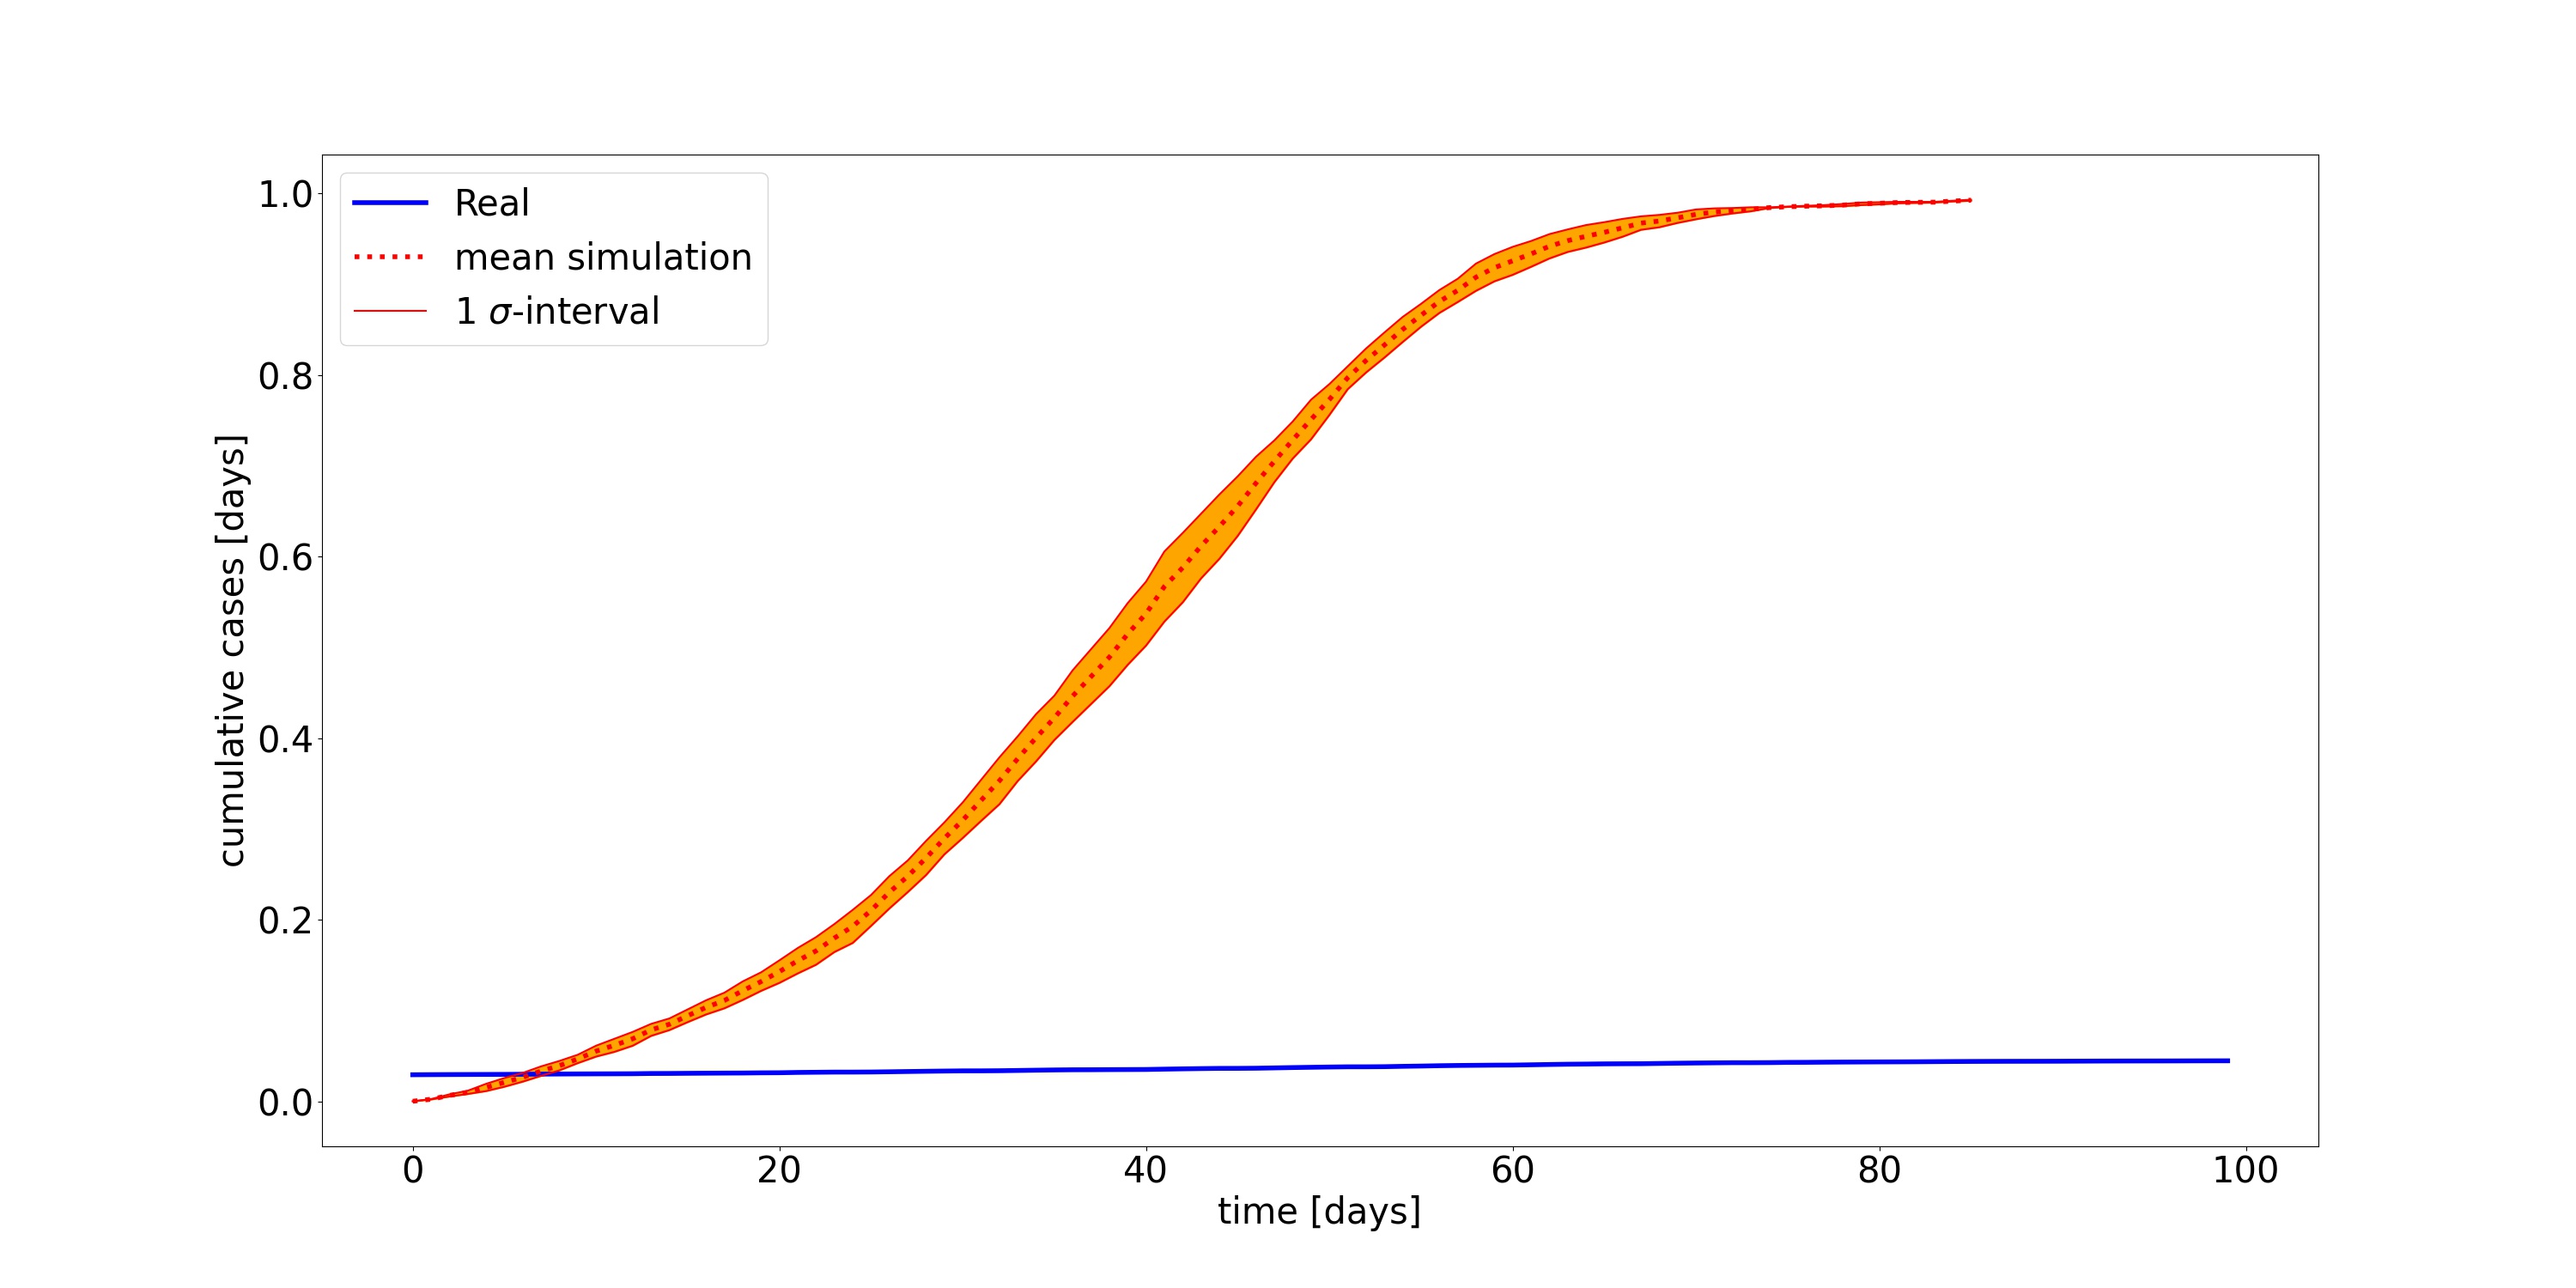 Real
mean simulation
1 σ-interval
1.0
0.8
0.6
0.4
0.2
0.0
cumulative cases [days]
0 20 40 60 80 100
time [days]